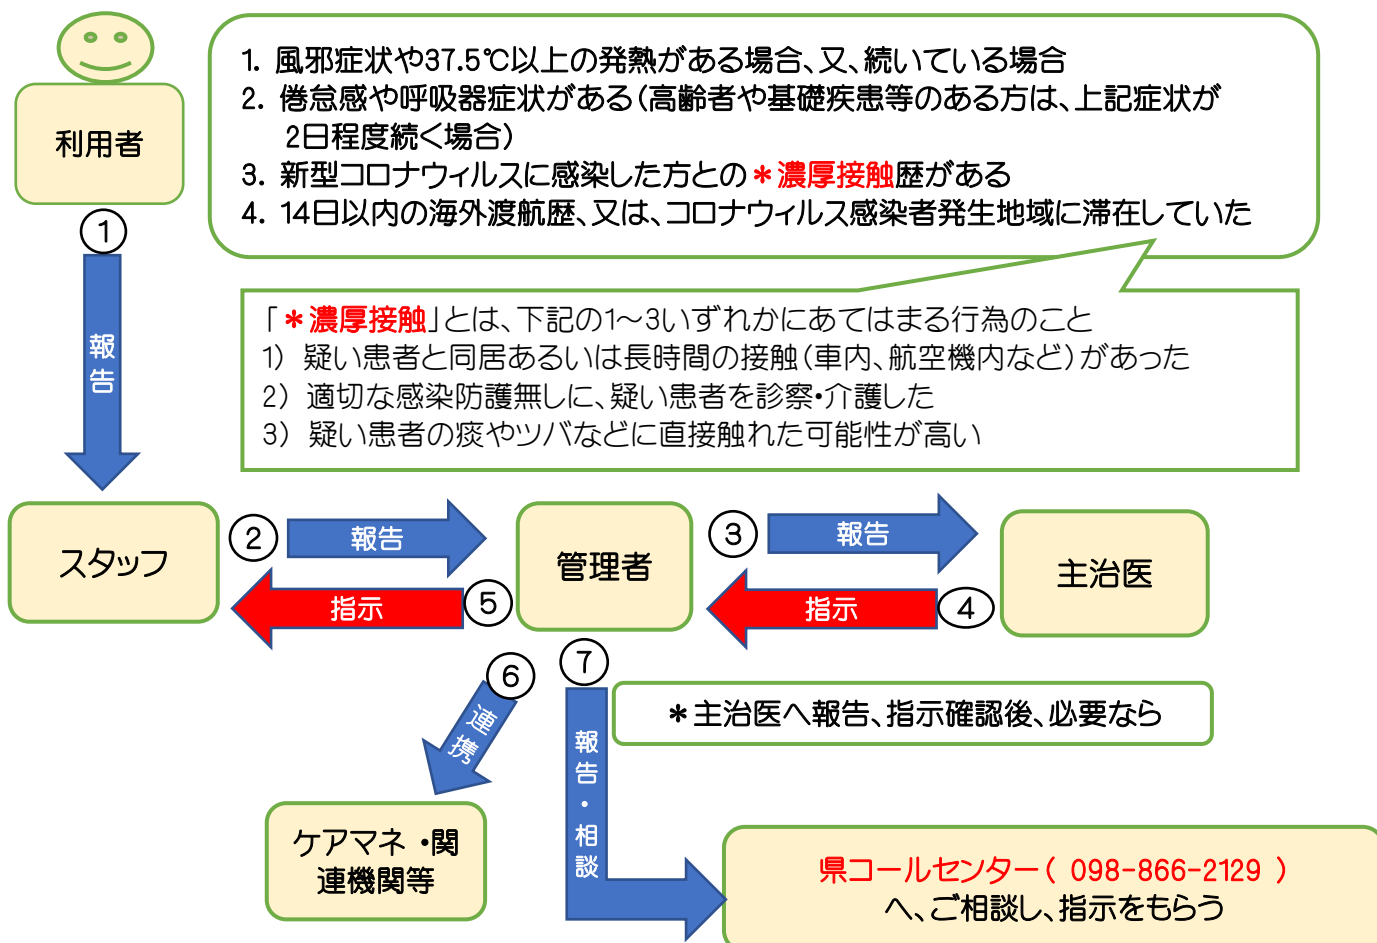 1. 風邪症状や37.5℃以上の発熱がある場合、又、続いている場合
2. 倦怠感や呼吸器症状がある（高齢者や基礎疾患等のある方は、上記症状が
2日程度続く場合）
3. 新型コロナウィルスに感染した方との＊濃厚接触歴がある
4. 14日以内の海外渡航歴、又は、コロナウィルス感染者発生地域に滞在していた
利用者
①
報告
「＊濃厚接触」とは、下記の1～3いずれかにあてはまる行為のこと
1） 疑い患者と同居あるいは長時間の接触（車内、航空機内など）があった
2） 適切な感染防護無しに、疑い患者を診察・介護した
3） 疑い患者の痰やツバなどに直接触れた可能性が高い
スタッフ
②
報告
⑤
指示
管理者
③
報告
④
指示
主治医
⑥
連携
⑦
報告・相談
＊主治医へ報告、指示確認後、必要なら
ケアマネ ・関
連機関等
県コールセンター（ 098-866-2129 ）
へ、ご相談し、指示をもらう